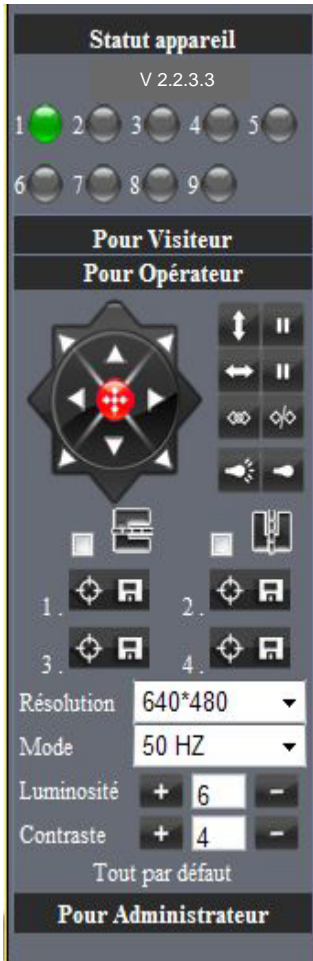 Statut appareil
V 2.2.3.3
1 2 3 4 5
6 7 8 9
Pour Visiteur
Pour Opérateur
1. 2.
3. 4.
Résolution 640*480
Mode 50 HZ
Luminosité + 6 -
Contraste + 4 -
Tout par défaut
Pour Administrateur